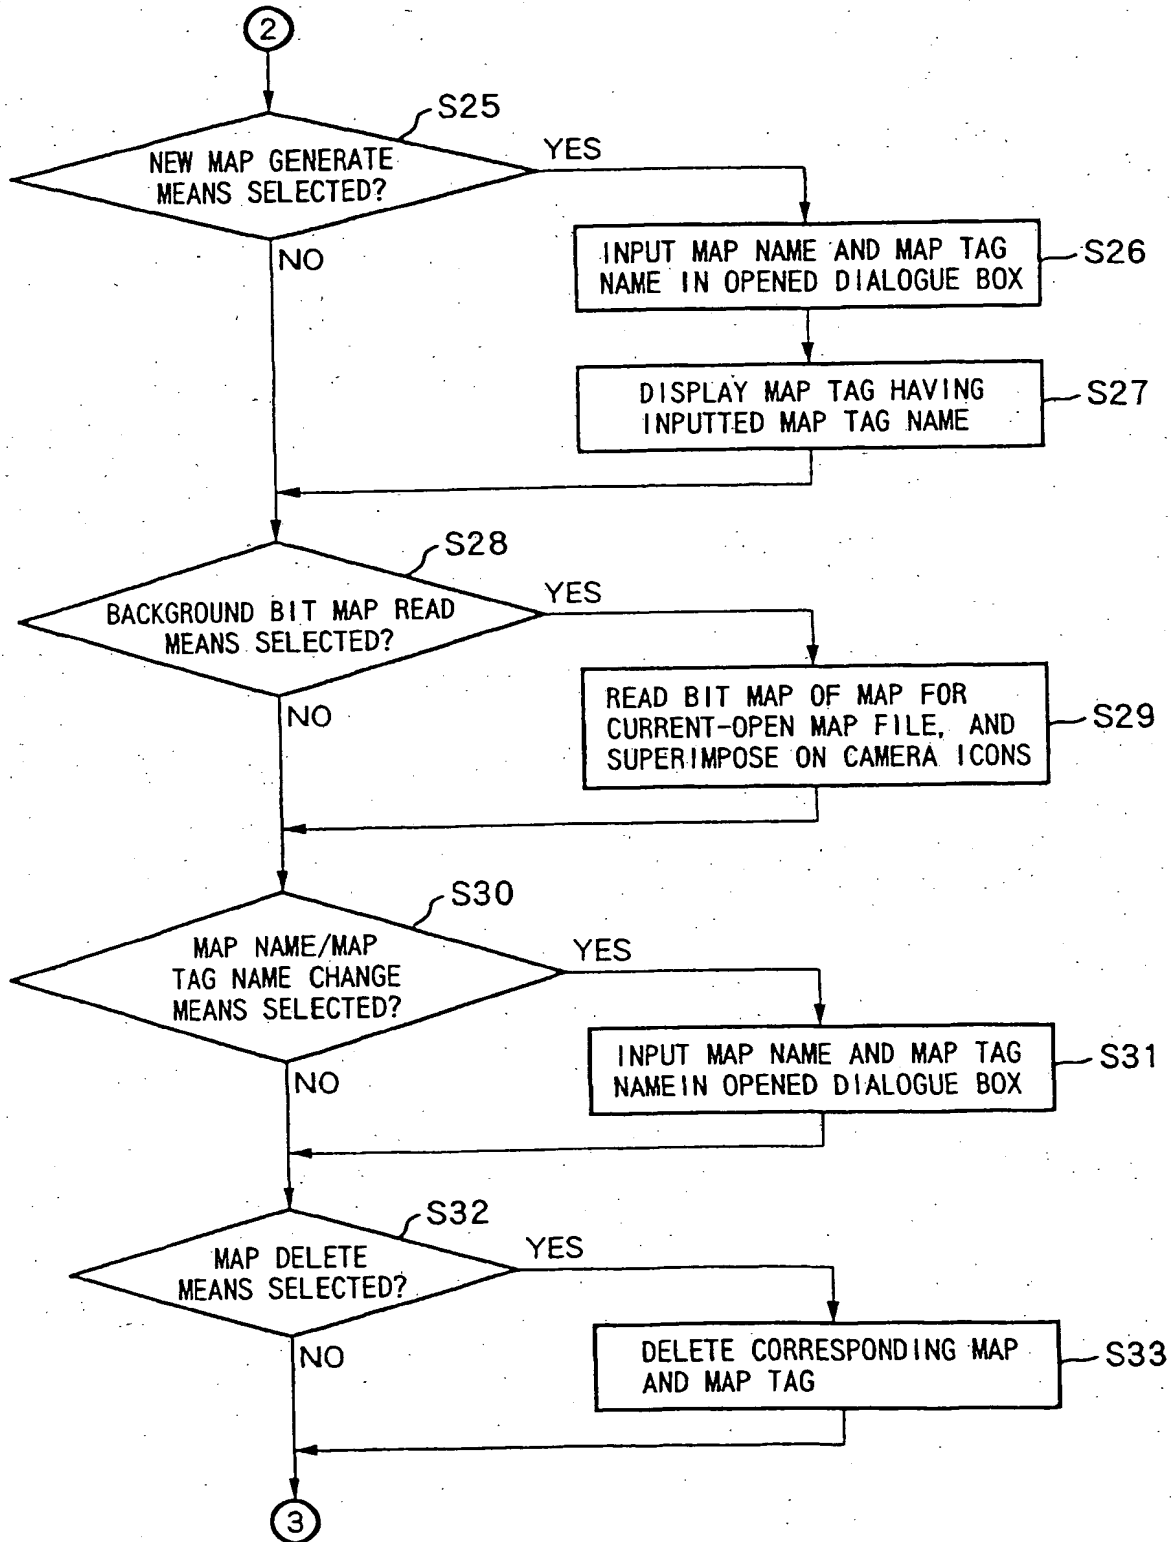 2
S25
NEW MAP GENERATE
MEANS SELECTED?
YES
NO
INPUT MAP NAME AND MAP TAG
NAME IN OPENED DIALOGUE BOX
S26
DISPLAY MAP TAG HAVING
INPUTTED MAP TAG NAME
S27
S28
BACKGROUND BIT MAP READ
MEANS SELECTED?
YES
NO
READ BIT MAP OF MAP FOR
CURRENT-OPEN MAP FILE, AND
SUPERIMPOSE ON CAMERA ICONS
S29
S30
MAP NAME/MAP
TAG NAME CHANGE
MEANS SELECTED?
YES
NO
INPUT MAP NAME AND MAP TAG
NAMEIN OPENED DIALOGUE BOX
S31
S32
MAP DELETE
MEANS SELECTED?
YES
NO
DELETE CORRESPONDING MAP
AND MAP TAG
S33
3